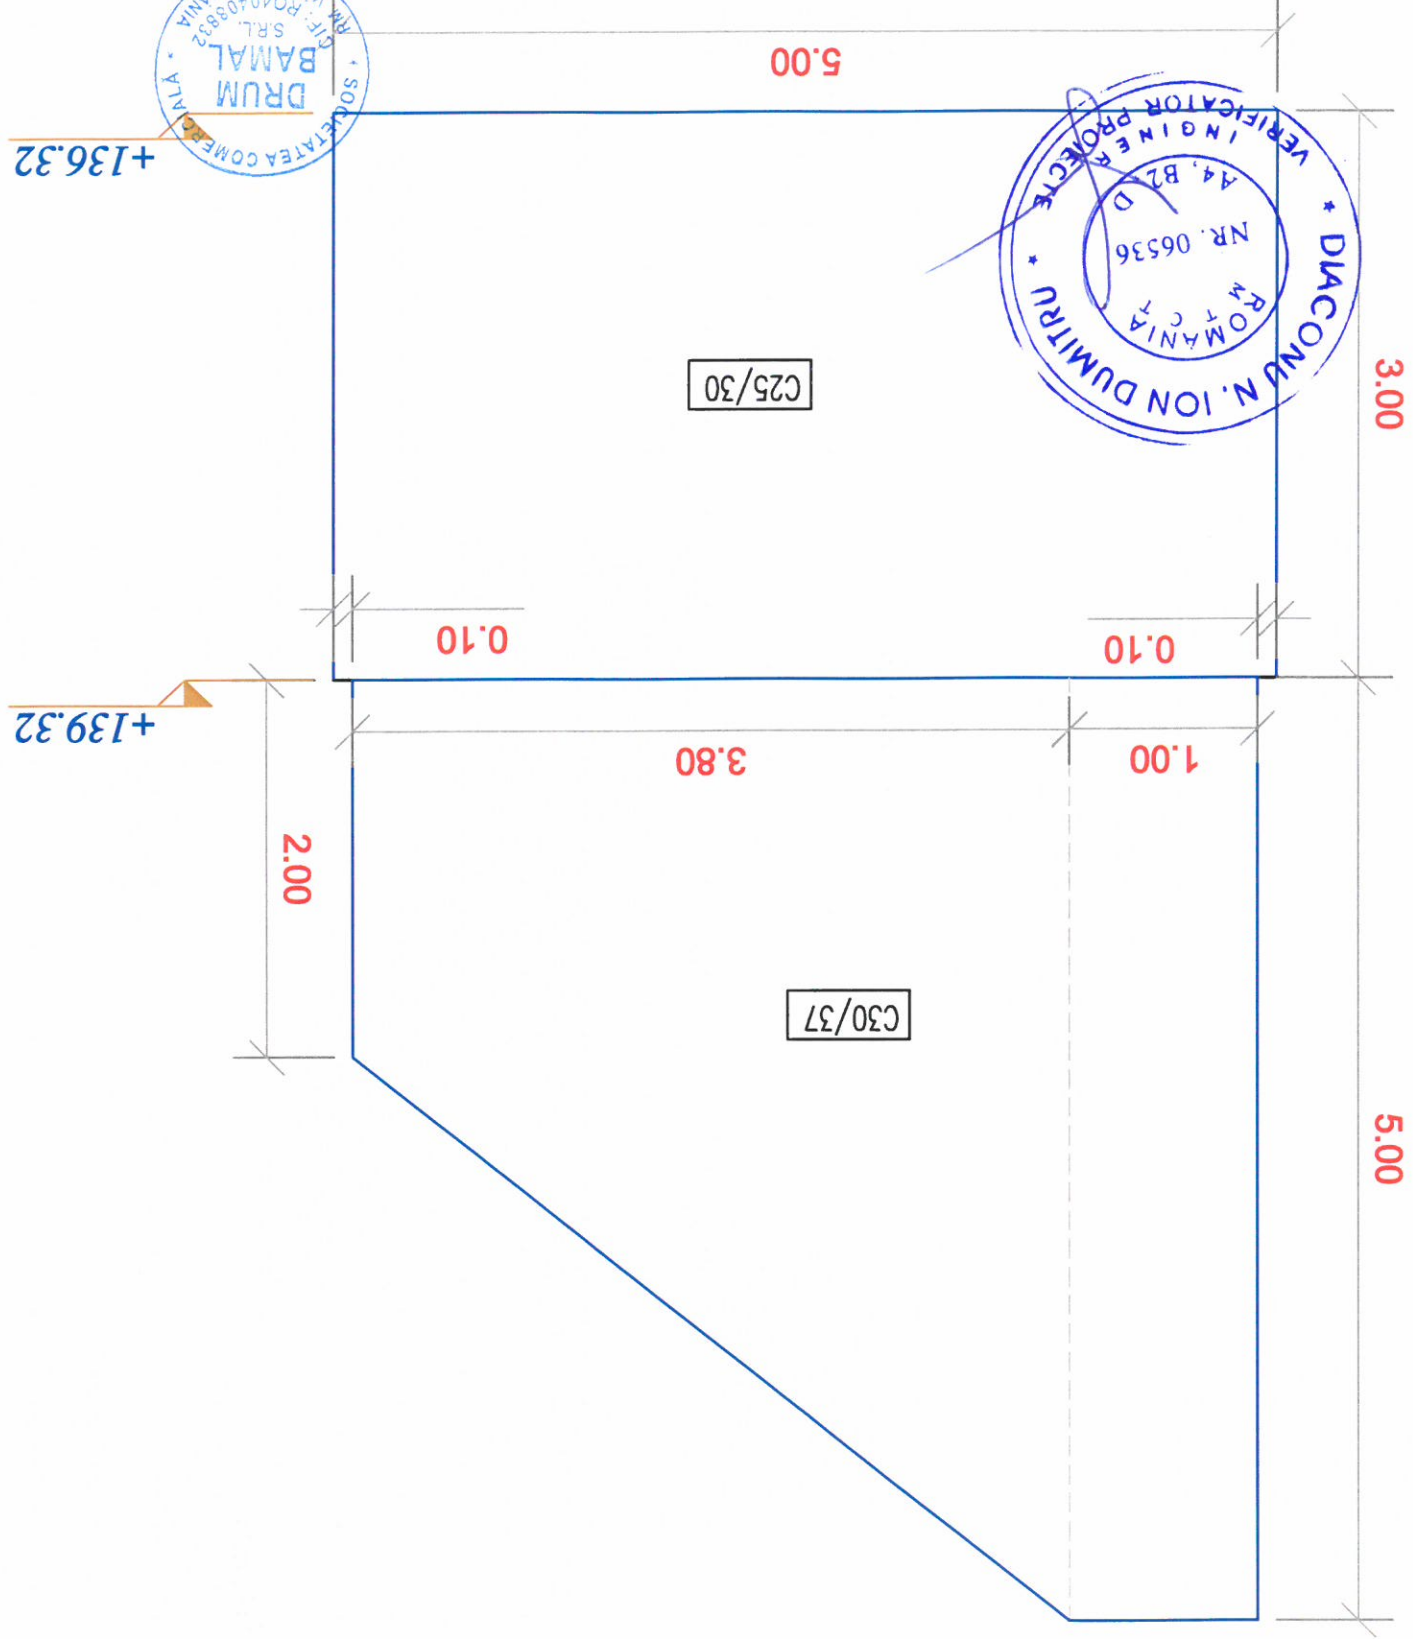 5.00
1.00
3.80
2.00
C30/37
+139.32
0.10
0.10
3.00
C25/30
+136.32
5.00
* DIACONU N. ION DUMITRU *
VERIFICATOR PROIECTE
ROMANIA
M T C T
NR. 06536
A4, B2, D
INGINER
* SOCIETATEA COMERCIALĂ *
DRUM
BAMAL
S.R.L.